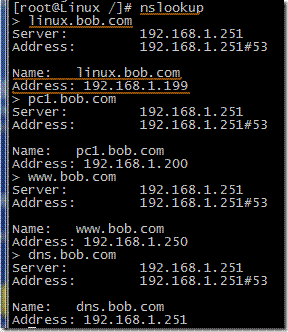 [root@Linux /]# nslookup
> linux.bob.com
Server: 192.168.1.251
Address: 192.168.1.251#53
Name: linux.bob.com
Address: 192.168.1.199
> pc1.bob.com
Server: 192.168.1.251
Address: 192.168.1.251#53
Name: pc1.bob.com
Address: 192.168.1.200
> www.bob.com
Server: 192.168.1.251
Address: 192.168.1.251#53
Name: www.bob.com
Address: 192.168.1.250
> dns.bob.com
Server: 192.168.1.251
Address: 192.168.1.251#53
Name: dns.bob.com
Address: 192.168.1.251